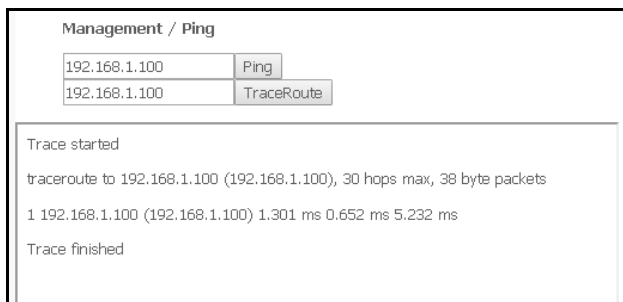 Management / Ping
192.168.1.100 Ping
192.168.1.100 TraceRoute
Trace started
traceroute to 192.168.1.100 (192.168.1.100), 30 hops max, 38 byte packets
1 192.168.1.100 (192.168.1.100) 1.301 ms 0.652 ms 5.232 ms
Trace finished